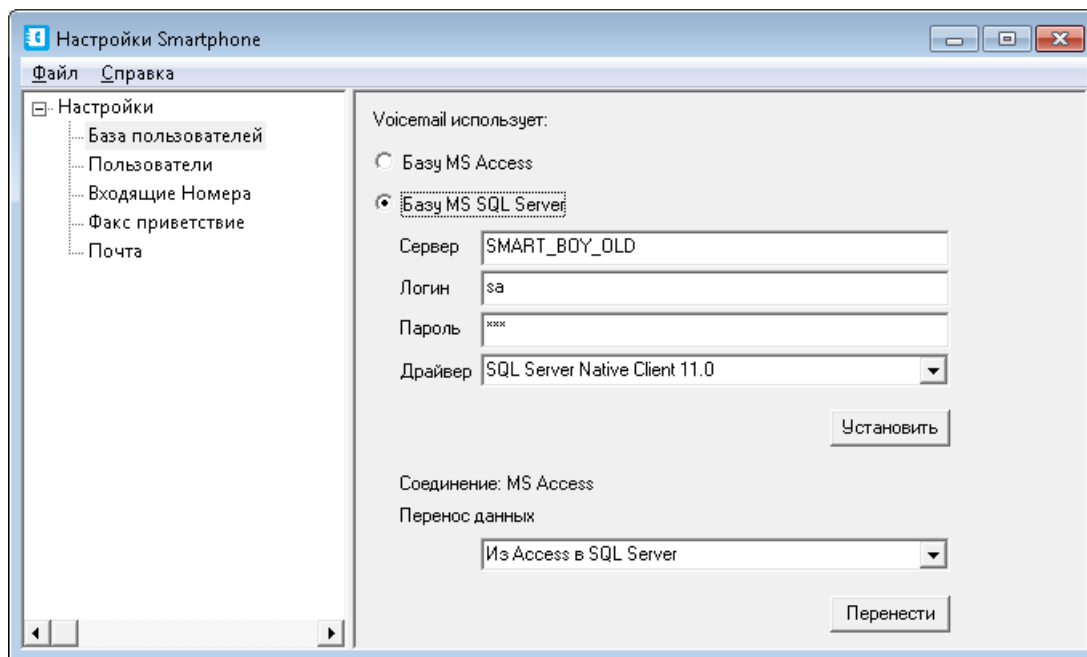 Настройки Smartphone
Файл Справка
Настройки
База пользователей
Пользователи
Входящие Номера
Факс приветствие
Почта
Voicemail использует:
Базу MS Access
Базу MS SQL Server
Сервер SMART_BOY_OLD
Логин sa
Пароль ***
Драйвер SQL Server Native Client 11.0
Установить
Соединение: MS Access
Перенос данных
Из Access в SQL Server
Перенести